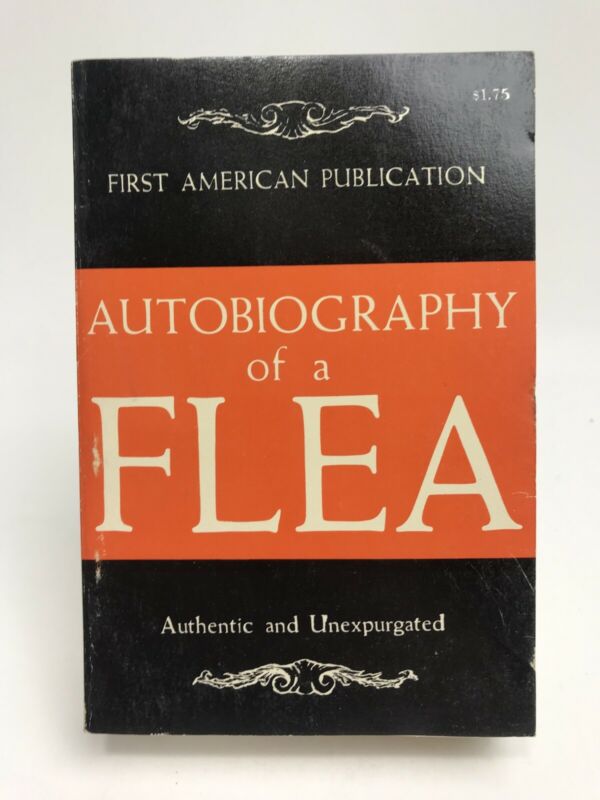 $1.75
FIRST AMERICAN PUBLICATION
AUTOBIOGRAPHY
of a
FLEA
Authentic and Unexpurgated